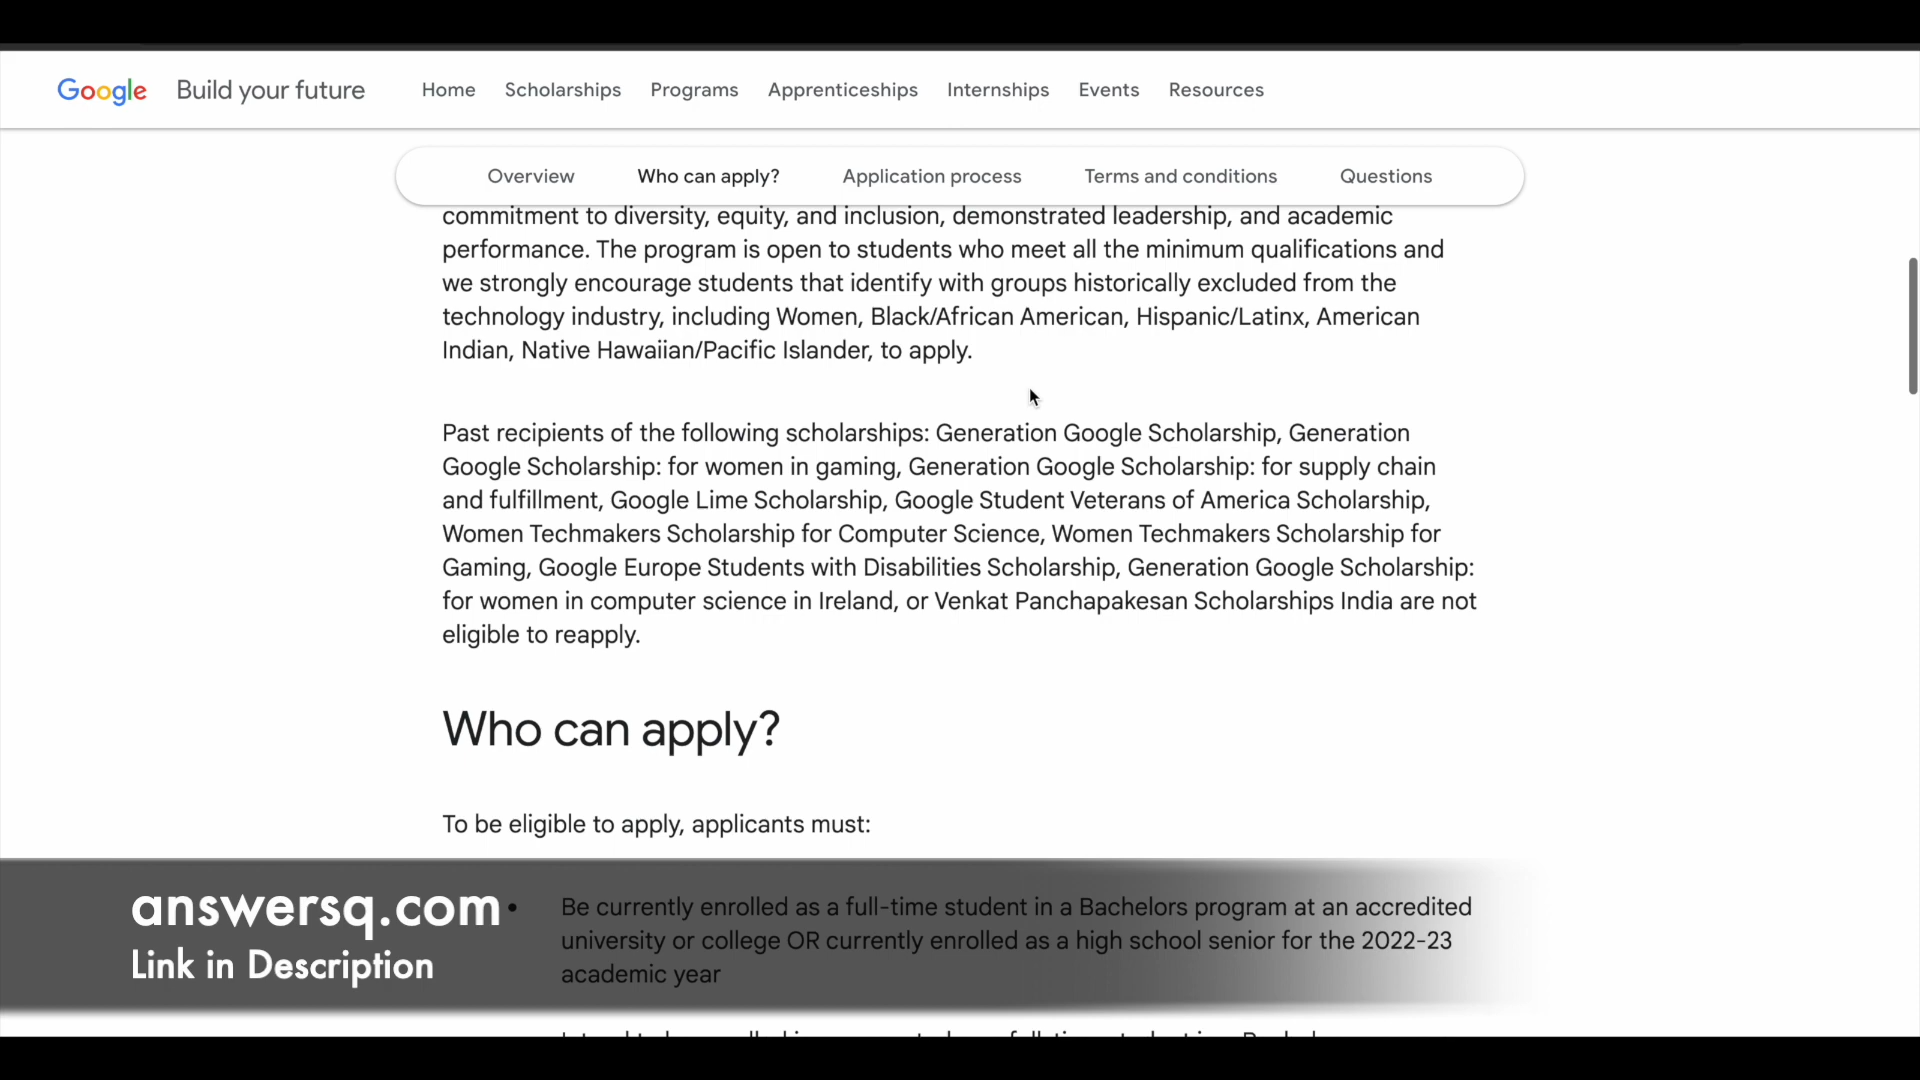 Google Build your future Home Scholarships Programs Apprenticeships Internships Events Resources
Overview Who can apply? Application process Terms and conditions Questions
commitment to diversity, equity, and inclusion, demonstrated leadership, and academic
performance. The program is open to students who meet all the minimum qualifications and
we strongly encourage students that identify with groups historically excluded from the
technology industry, including Women, Black/African American, Hispanic/Latinx, American
Indian, Native Hawaiian/Pacific Islander, to apply.
Past recipients of the following scholarships: Generation Google Scholarship, Generation
Google Scholarship: for women in gaming, Generation Google Scholarship: for supply chain
and fulfillment, Google Lime Scholarship, Google Student Veterans of America Scholarship,
Women Techmakers Scholarship for Computer Science, Women Techmakers Scholarship for
Gaming, Google Europe Students with Disabilities Scholarship, Generation Google Scholarship:
for women in computer science in Ireland, or Venkat Panchapakesan Scholarships India are not
eligible to reapply.
Who can apply?
To be eligible to apply, applicants must:
• Be currently enrolled as a full-time student in a Bachelors program at an accredited
university or college OR currently enrolled as a high school senior for the 2022-23
academic year
answersq.com
Link in Description